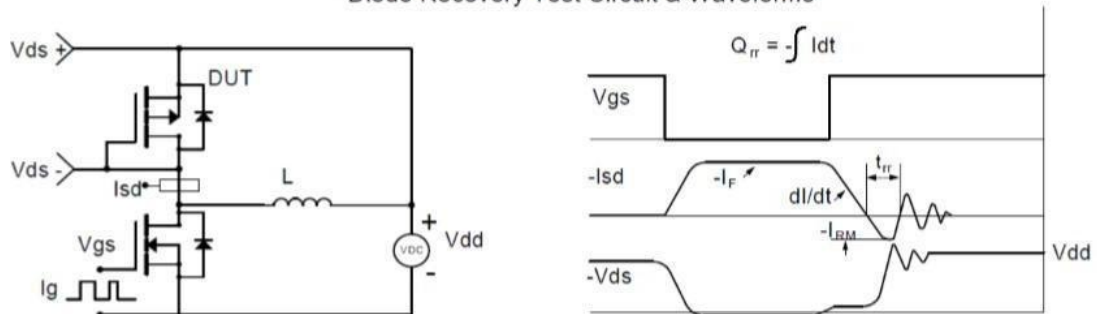 Diode Recovery Test Circuit & Waveforms
Vds +
DUT
Vds -
Isd
L
Vgs
Ig
VDC
+
-
Vdd
Qrr = -∫ Idt
Vgs
-Isd
-IF
dI/dt
trr
-IRM
Vdd
-Vds